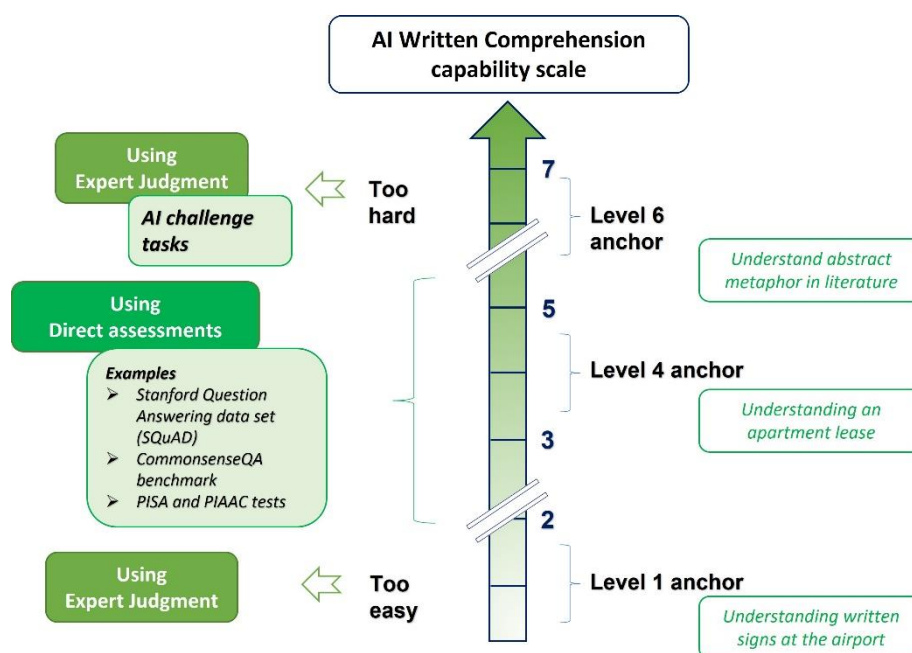 AI Written Comprehension
capability scale
Using
Expert Judgment
AI challenge
tasks
Too
hard
7
Level 6
anchor
Understand abstract
metaphor in literature
Using
Direct assessments
Examples
➢ Stanford Question
Answering data set
(SQuAD)
➢ CommonsenseQA
benchmark
➢ PISA and PIAAC tests
5
Level 4 anchor
Understanding an
apartment lease
3
2
Using
Expert Judgment
Too
easy
Level 1 anchor
Understanding written
signs at the airport